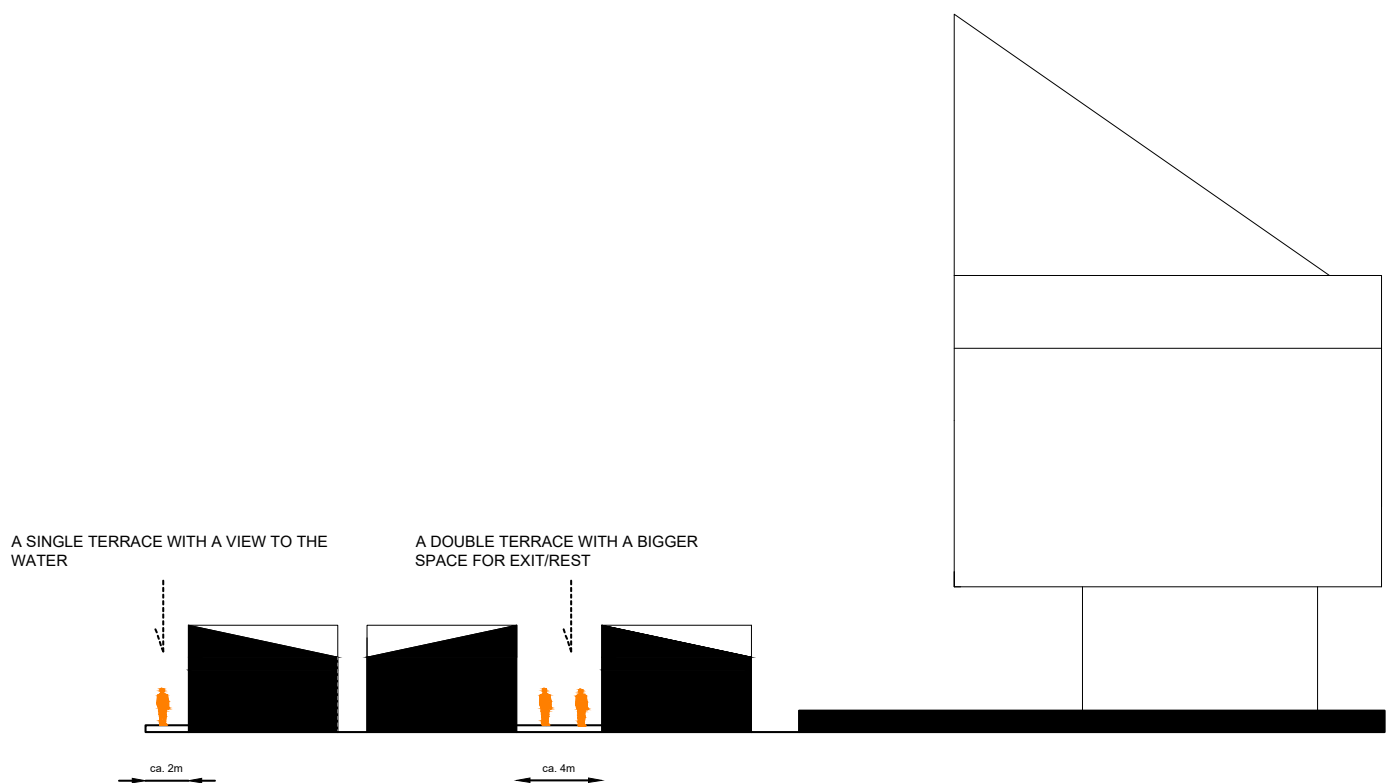 A SINGLE TERRACE WITH A VIEW TO THE
WATER
A DOUBLE TERRACE WITH A BIGGER
SPACE FOR EXIT/REST
ca. 2m
ca. 4m